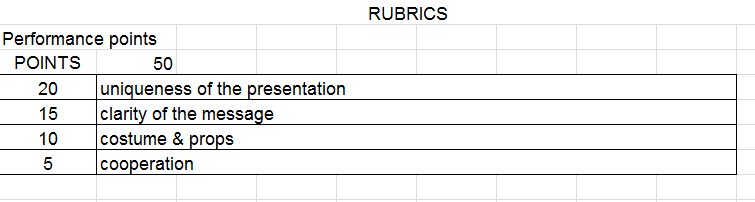 RUBRICS
Performance points
POINTS 50
20 uniqueness of the presentation
15 clarity of the message
10 costume & props
5 cooperation